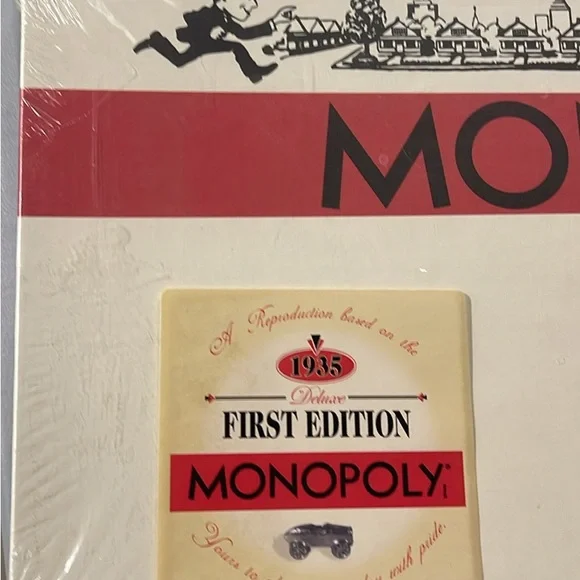 MO
A Reproduction based on the
1935
Deluxe
FIRST EDITION
MONOPOLY
Yours to with pride.